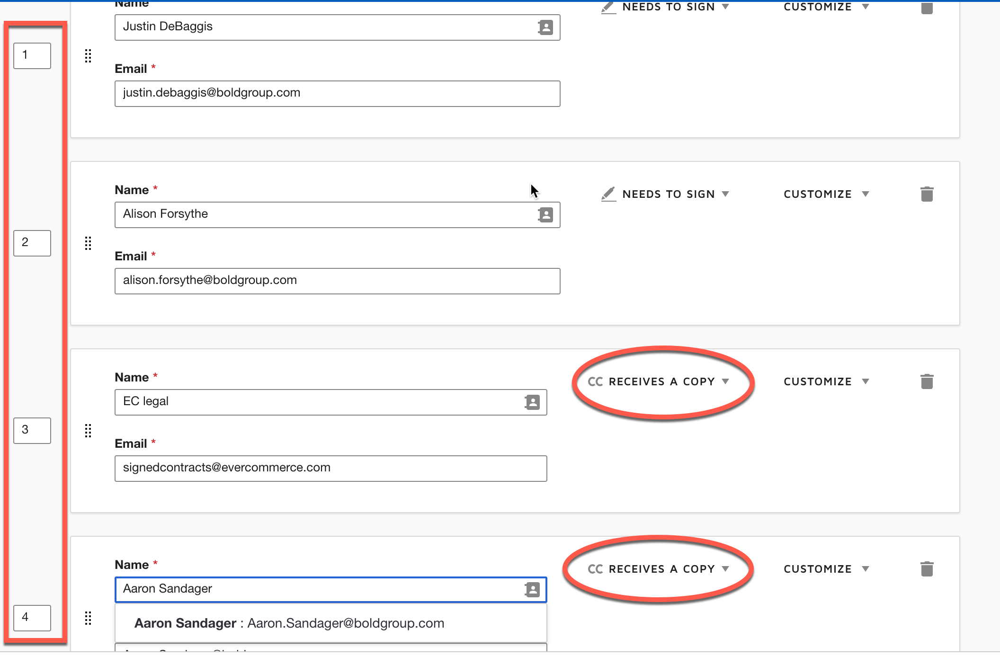 Name
NEEDS TO SIGN
CUSTOMIZE
Justin DeBaggis
1
Email *
justin.debaggis@boldgroup.com
Name *
NEEDS TO SIGN
CUSTOMIZE
Alison Forsythe
2
Email *
alison.forsythe@boldgroup.com
Name *
CC RECEIVES A COPY
CUSTOMIZE
EC legal
3
Email *
signedcontracts@evercommerce.com
Name *
CC RECEIVES A COPY
CUSTOMIZE
Aaron Sandager
4
Aaron Sandager : Aaron.Sandager@boldgroup.com